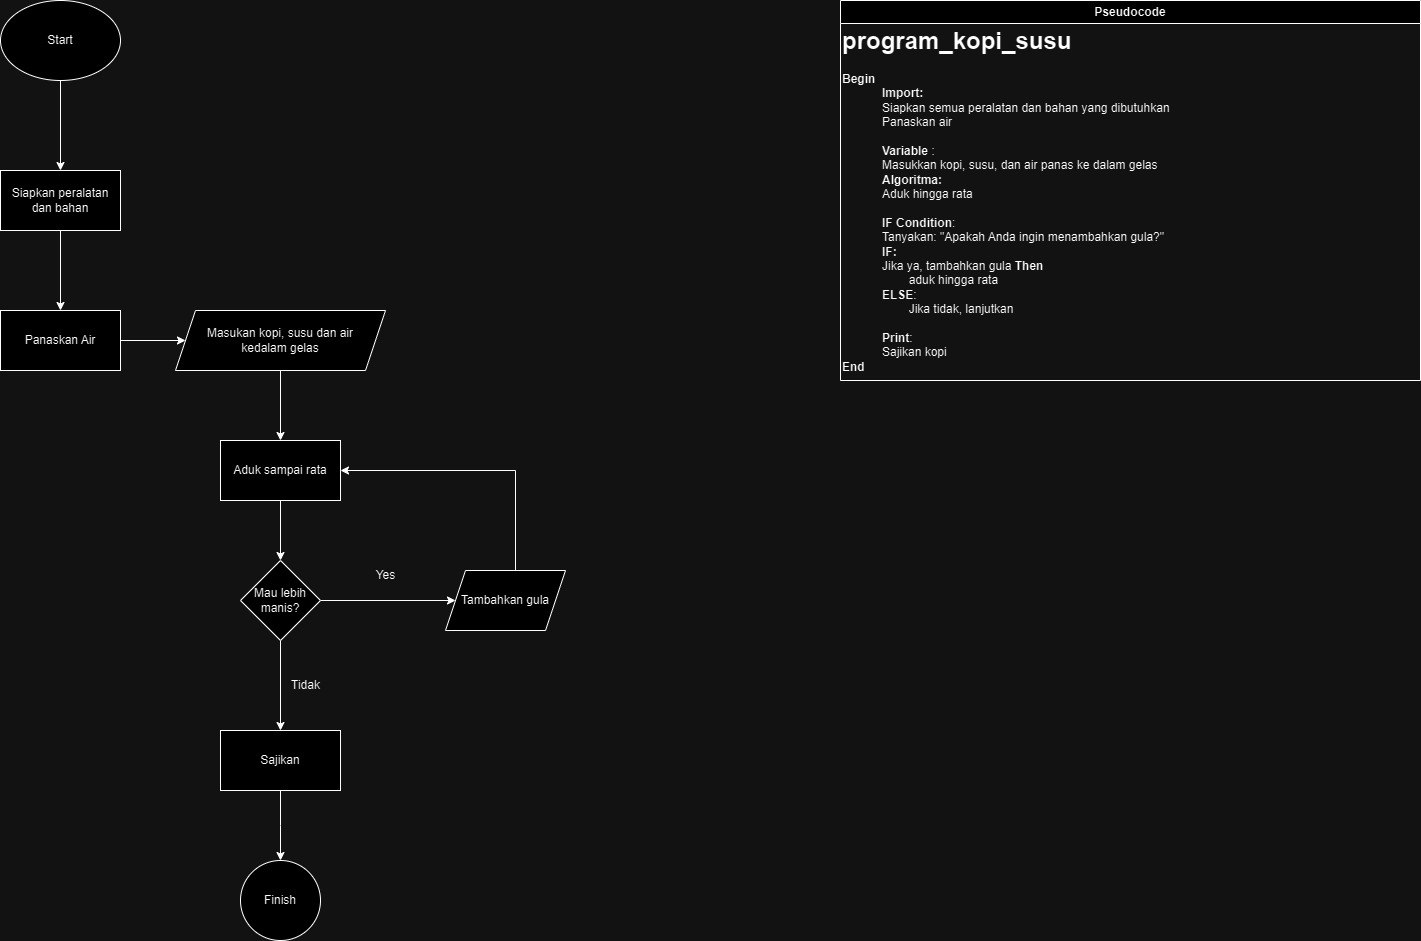 Start
Siapkan peralatan
dan bahan
Panaskan Air
Masukan kopi, susu dan air
kedalam gelas
Aduk sampai rata
Mau lebih
manis?
Yes
Tambahkan gula
Tidak
Sajikan
Finish
Pseudocode
program_kopi_susu
Begin
Import:
Siapkan semua peralatan dan bahan yang dibutuhkan
Panaskan air
Variable :
Masukkan kopi, susu, dan air panas ke dalam gelas
Algoritma:
Aduk hingga rata
IF Condition:
Tanyakan: "Apakah Anda ingin menambahkan gula?"
IF:
Jika ya, tambahkan gula Then
aduk hingga rata
ELSE:
Jika tidak, lanjutkan
Print:
Sajikan kopi
End